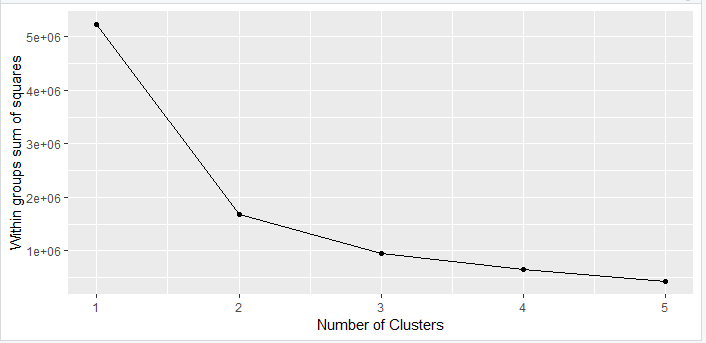 Within groups sum of squares
5e+06
4e+06
3e+06
2e+06
1e+06
1 2 3 4 5
Number of Clusters